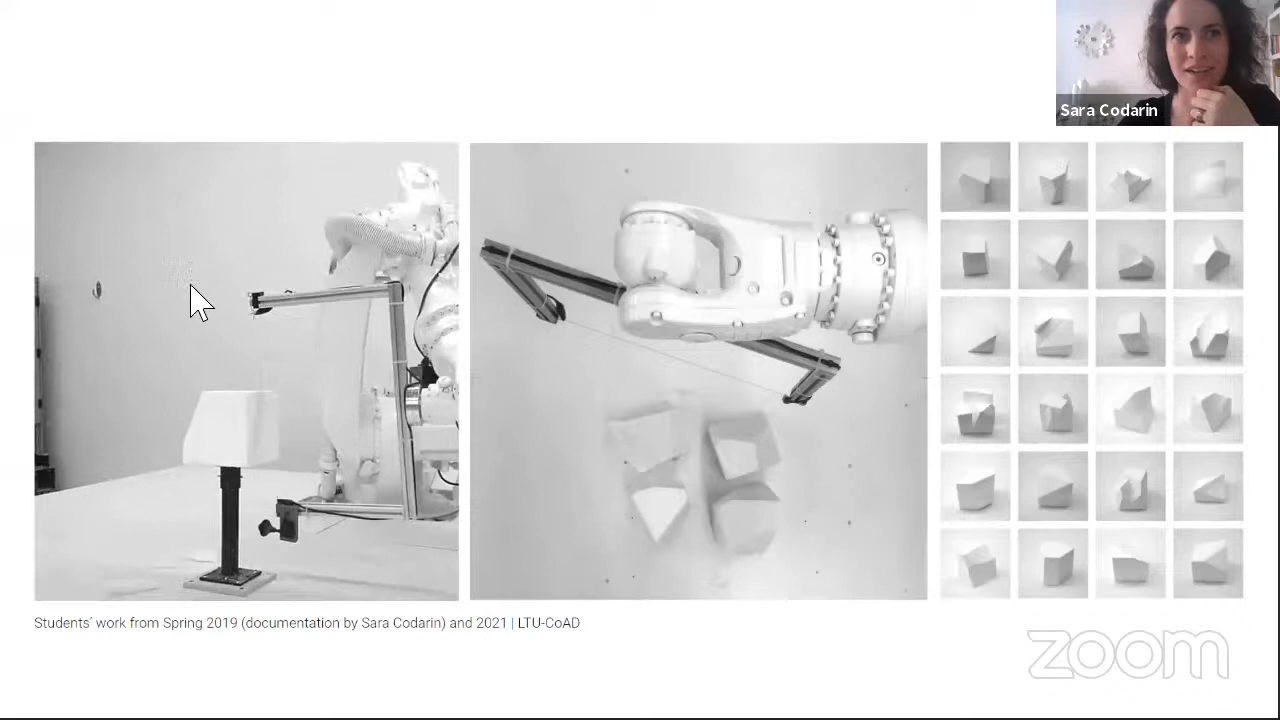 Sara Codarin
Students' work from Spring 2019 (documentation by Sara Codarin) and 2021 | LTU-CoAD
zoom